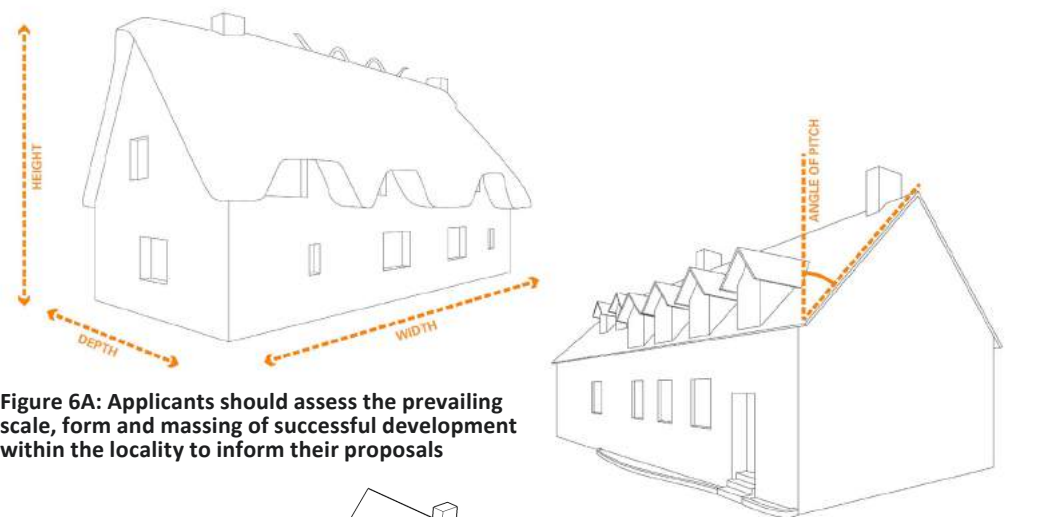 HEIGHT
DEPTH
WIDTH
ANGLE OF PITCH
Figure 6A: Applicants should assess the prevailing
scale, form and massing of successful development
within the locality to inform their proposals